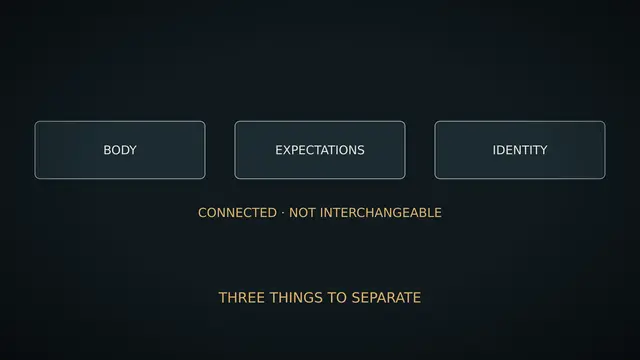 BODY
EXPECTATIONS
IDENTITY
CONNECTED · NOT INTERCHANGEABLE
THREE THINGS TO SEPARATE